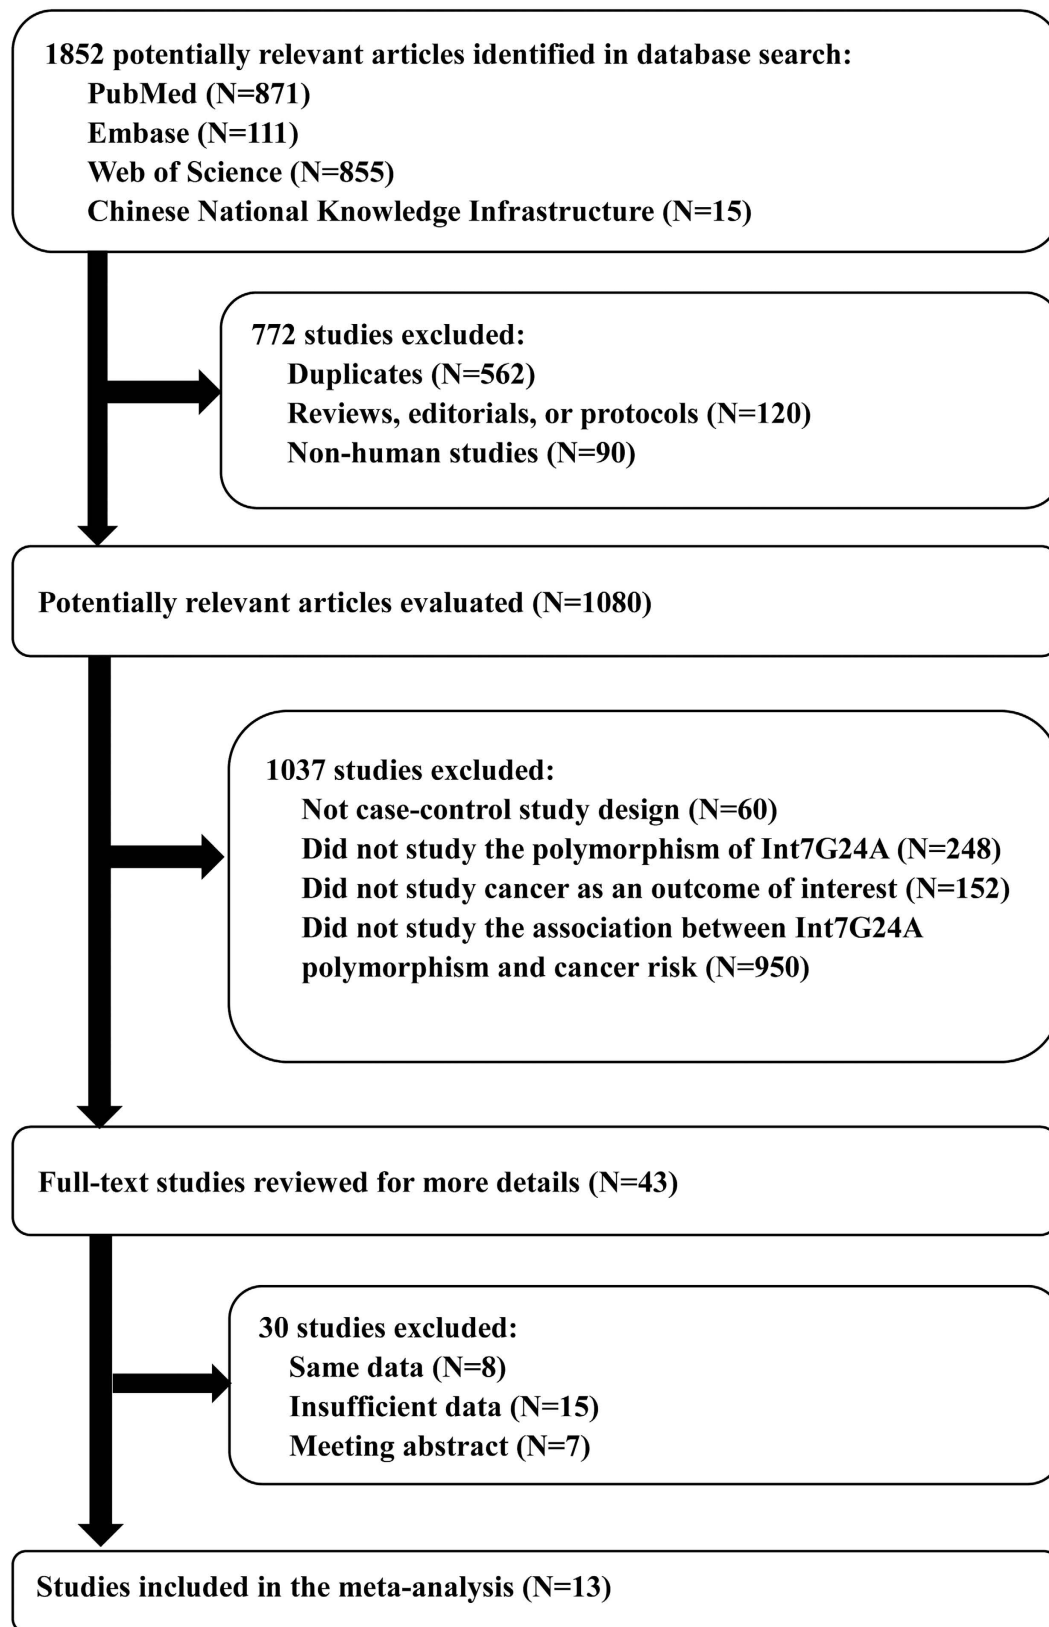 1852 potentially relevant articles identified in database search:
PubMed (N=871)
Embase (N=111)
Web of Science (N=855)
Chinese National Knowledge Infrastructure (N=15)
772 studies excluded:
Duplicates (N=562)
Reviews, editorials, or protocols (N=120)
Non-human studies (N=90)
Potentially relevant articles evaluated (N=1080)
1037 studies excluded:
Not case-control study design (N=60)
Did not study the polymorphism of Int7G24A (N=248)
Did not study cancer as an outcome of interest (N=152)
Did not study the association between Int7G24A
polymorphism and cancer risk (N=950)
Full-text studies reviewed for more details (N=43)
30 studies excluded:
Same data (N=8)
Insufficient data (N=15)
Meeting abstract (N=7)
Studies included in the meta-analysis (N=13)